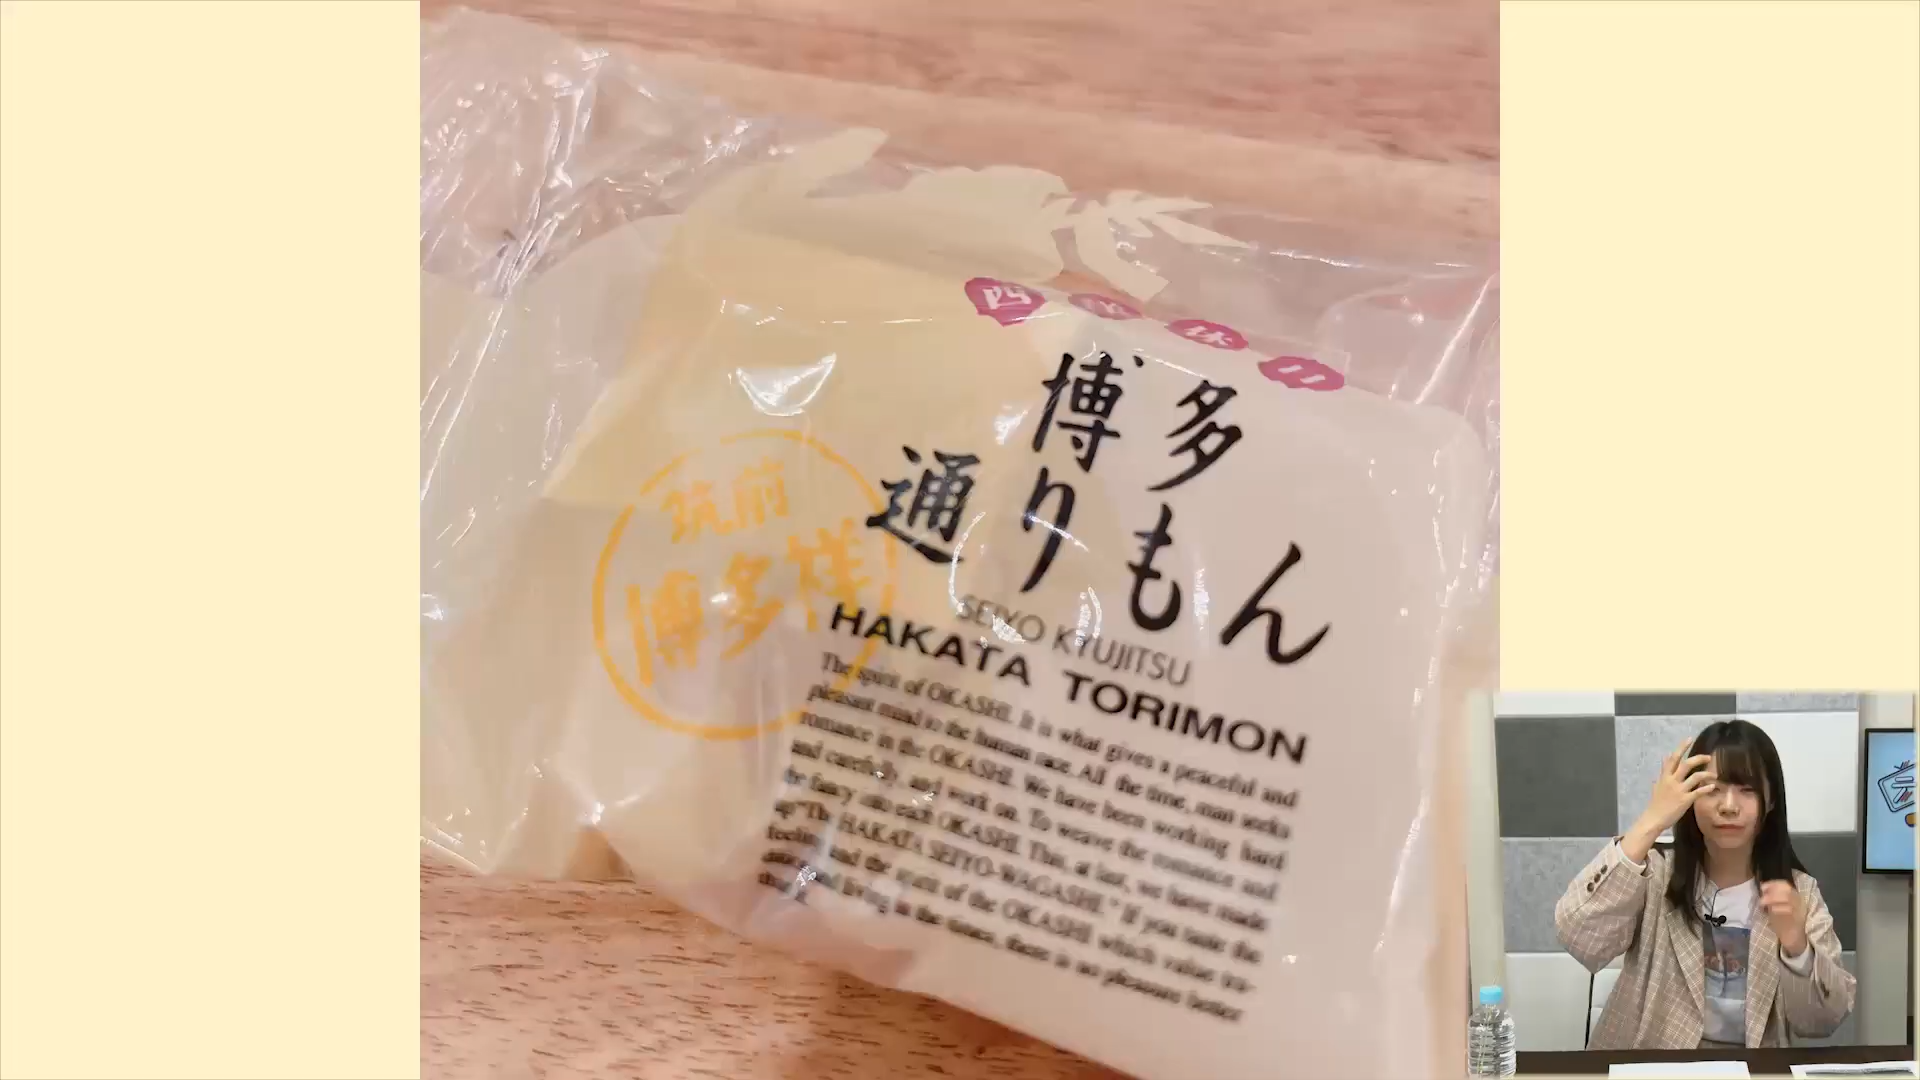 博多
通りもん
SEIYO KYUJITSU
HAKATA TORIMON
The spirit of OKASHI. It is what gives a peaceful and
pleasant mind to the human race. All the time, man seeks
romance in the OKASHI. We have been working hard
and carefully, and work on. To weave the romance and
the fancy into each OKASHI. This, at last, we have made
up "The HAKATA SEIYO-WAGASHI." If you taste the
feeling and the spirit of the OKASHI which value
and living in the times, there is no pleasure better
筑前
博多様